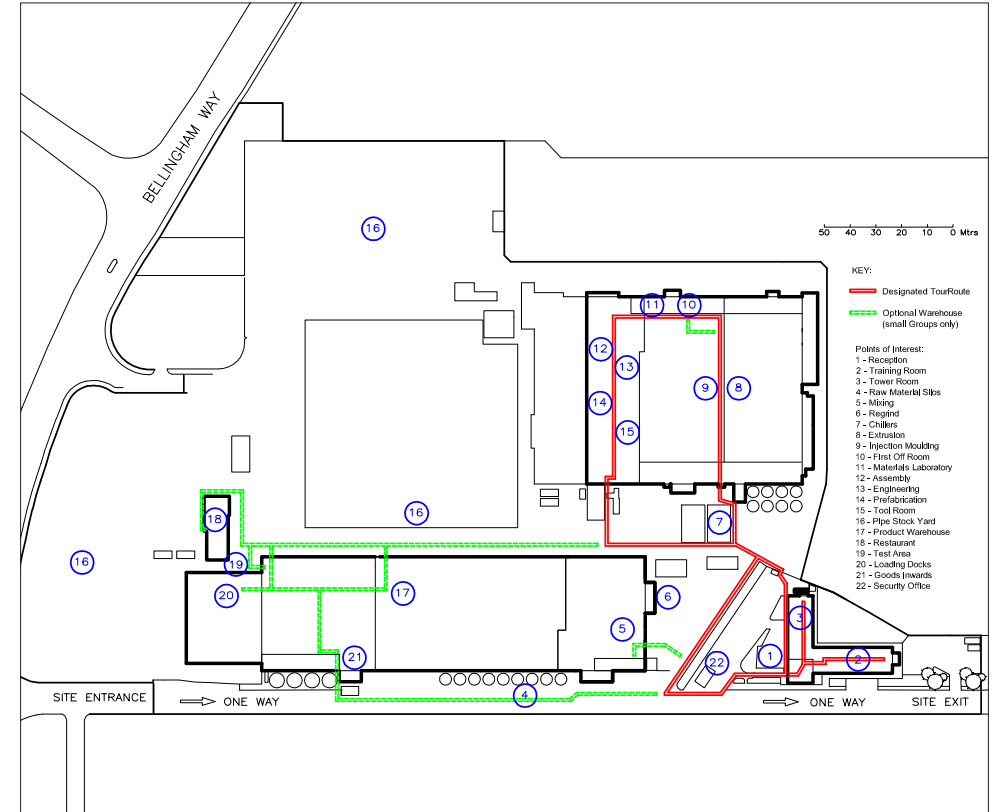 BELLINGHAM WAY
16
50 40 30 20 10 0 Mtrs
KEY:
Designated TourRoute
Optional Warehouse
(small Groups only)
11
10
12
13
9
8
14
15
Points of Interest:
1 - Reception
2 - Training Room
3 - Tower Room
4 - Raw Material Silos
5 - Mixing
6 - Regrind
7 - Chillers
8 - Extrusion
9 - Injection Moulding
10 - First Off Room
11 - Materials Laboratory
12 - Assembly
13 - Engineering
14 - Prefabrication
15 - Tool Room
16 - Pipe Stock Yard
17 - Product Warehouse
18 - Restaurant
19 - Test Area
20 - Loading Docks
21 - Goods Inwards
22 - Security Office
18
16
7
16
19
20
17
6
3
5
21
22
1
2
4
SITE ENTRANCE
ONE WAY
ONE WAY
SITE EXIT